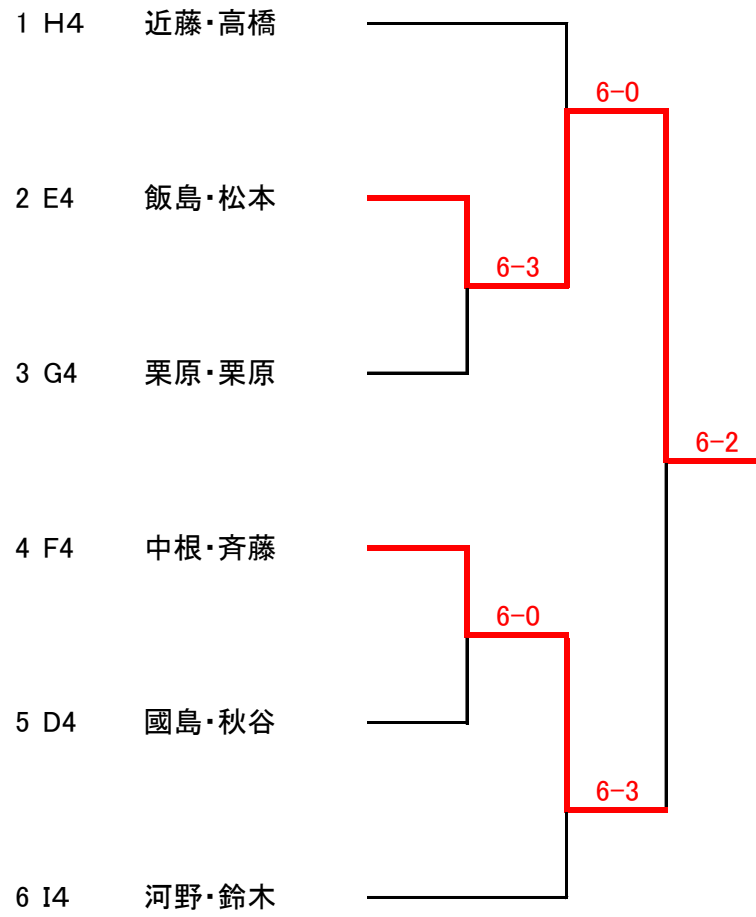 1 H4 近藤・高橋
6-0
2 E4 飯島・松本
6-3
3 G4 栗原・栗原
6-2
4 F4 中根・斉藤
6-0
5 D4 國島・秋谷
6-3
6 I4 河野・鈴木